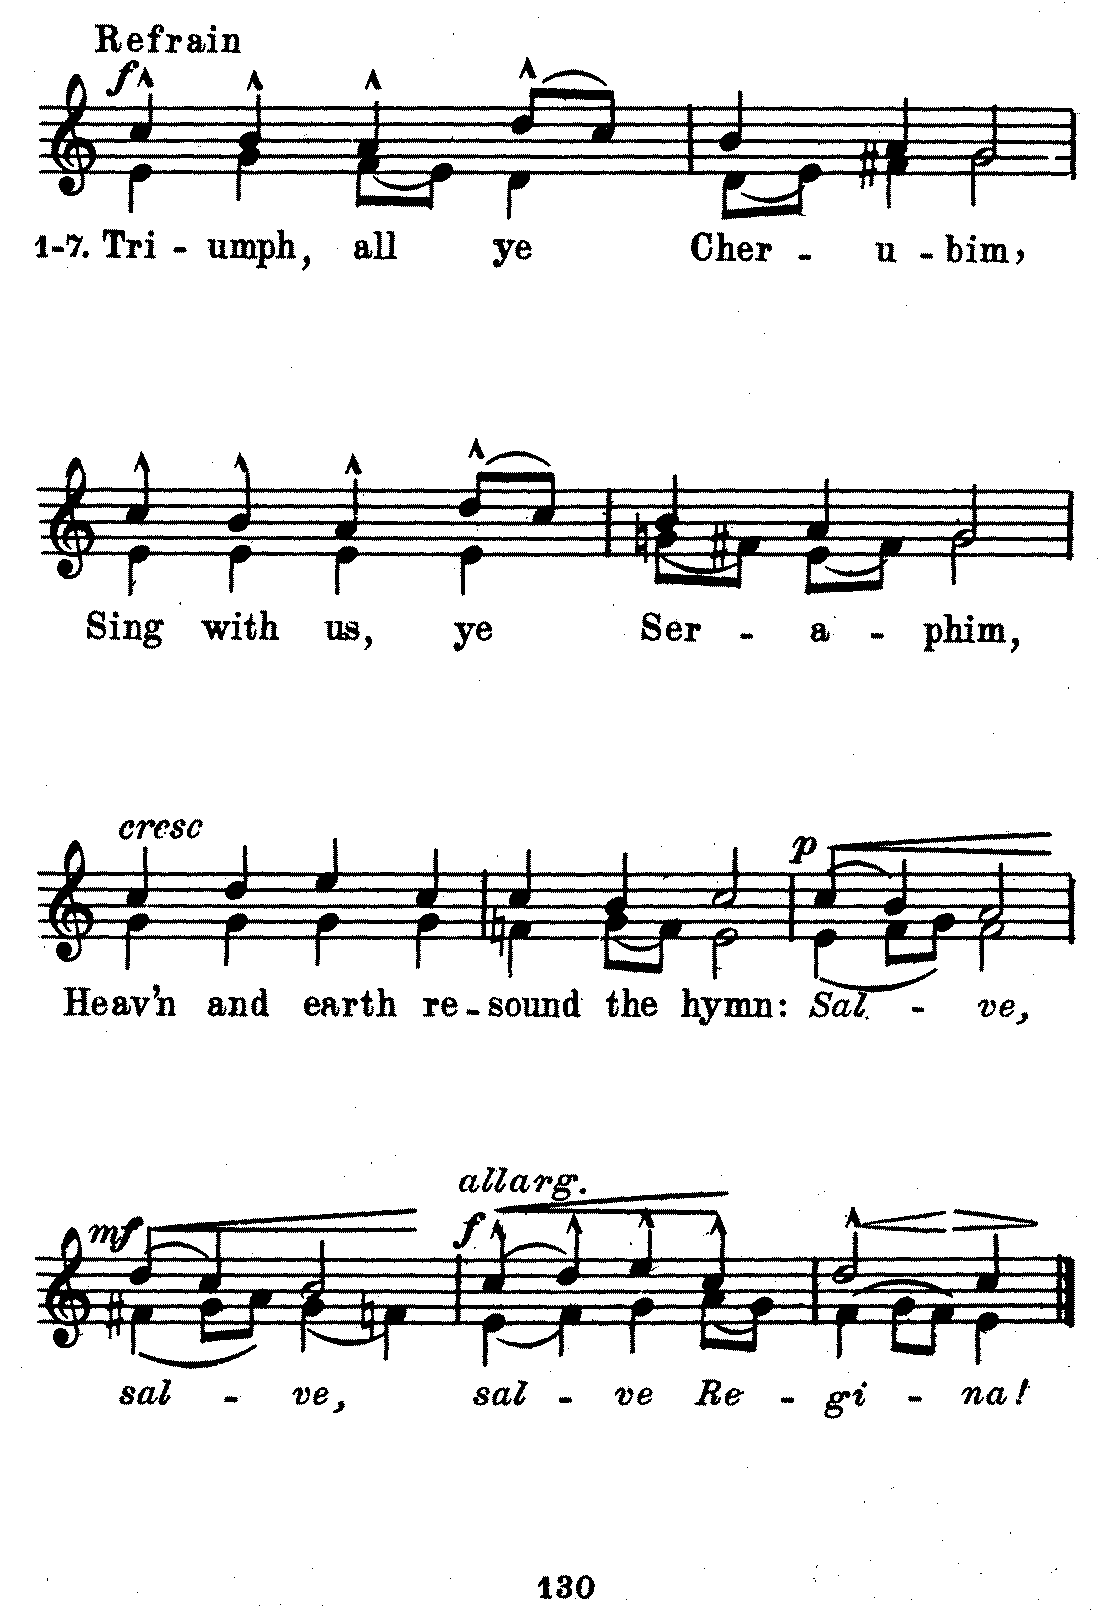 Refrain
f
1-7. Tri - umph, all ye Cher - u - bim,
Sing with us, ye Ser - a - phim,
cresc
p
Heav'n and earth re - sound the hymn: Sal - ve,
allarg.
mf f
sal - ve, sal - ve Re - gi - na!
130